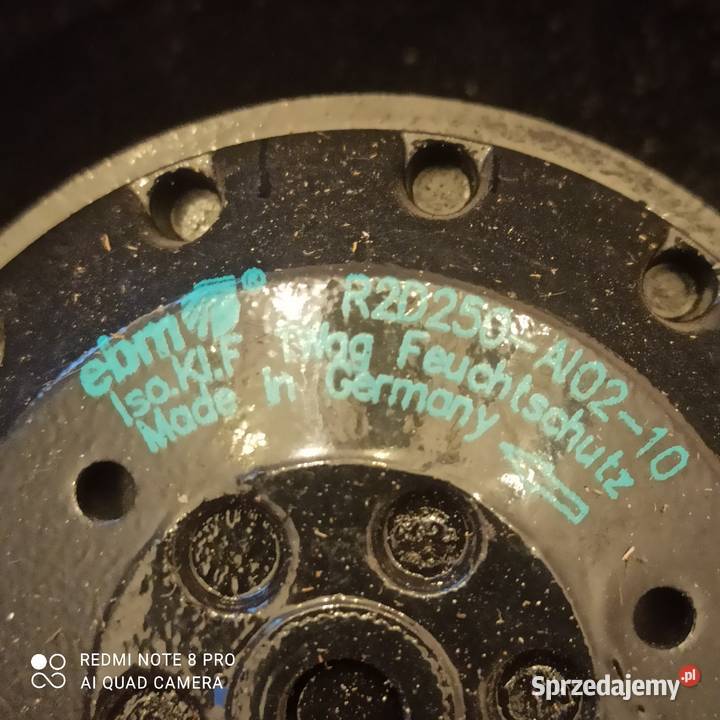 ebm® R2D250-AI02-10
Iso.Kl.F Feuchtschutz
Made in Germany
REDMI NOTE 8 PRO
AI QUAD CAMERA
Sprzedajemy.pl